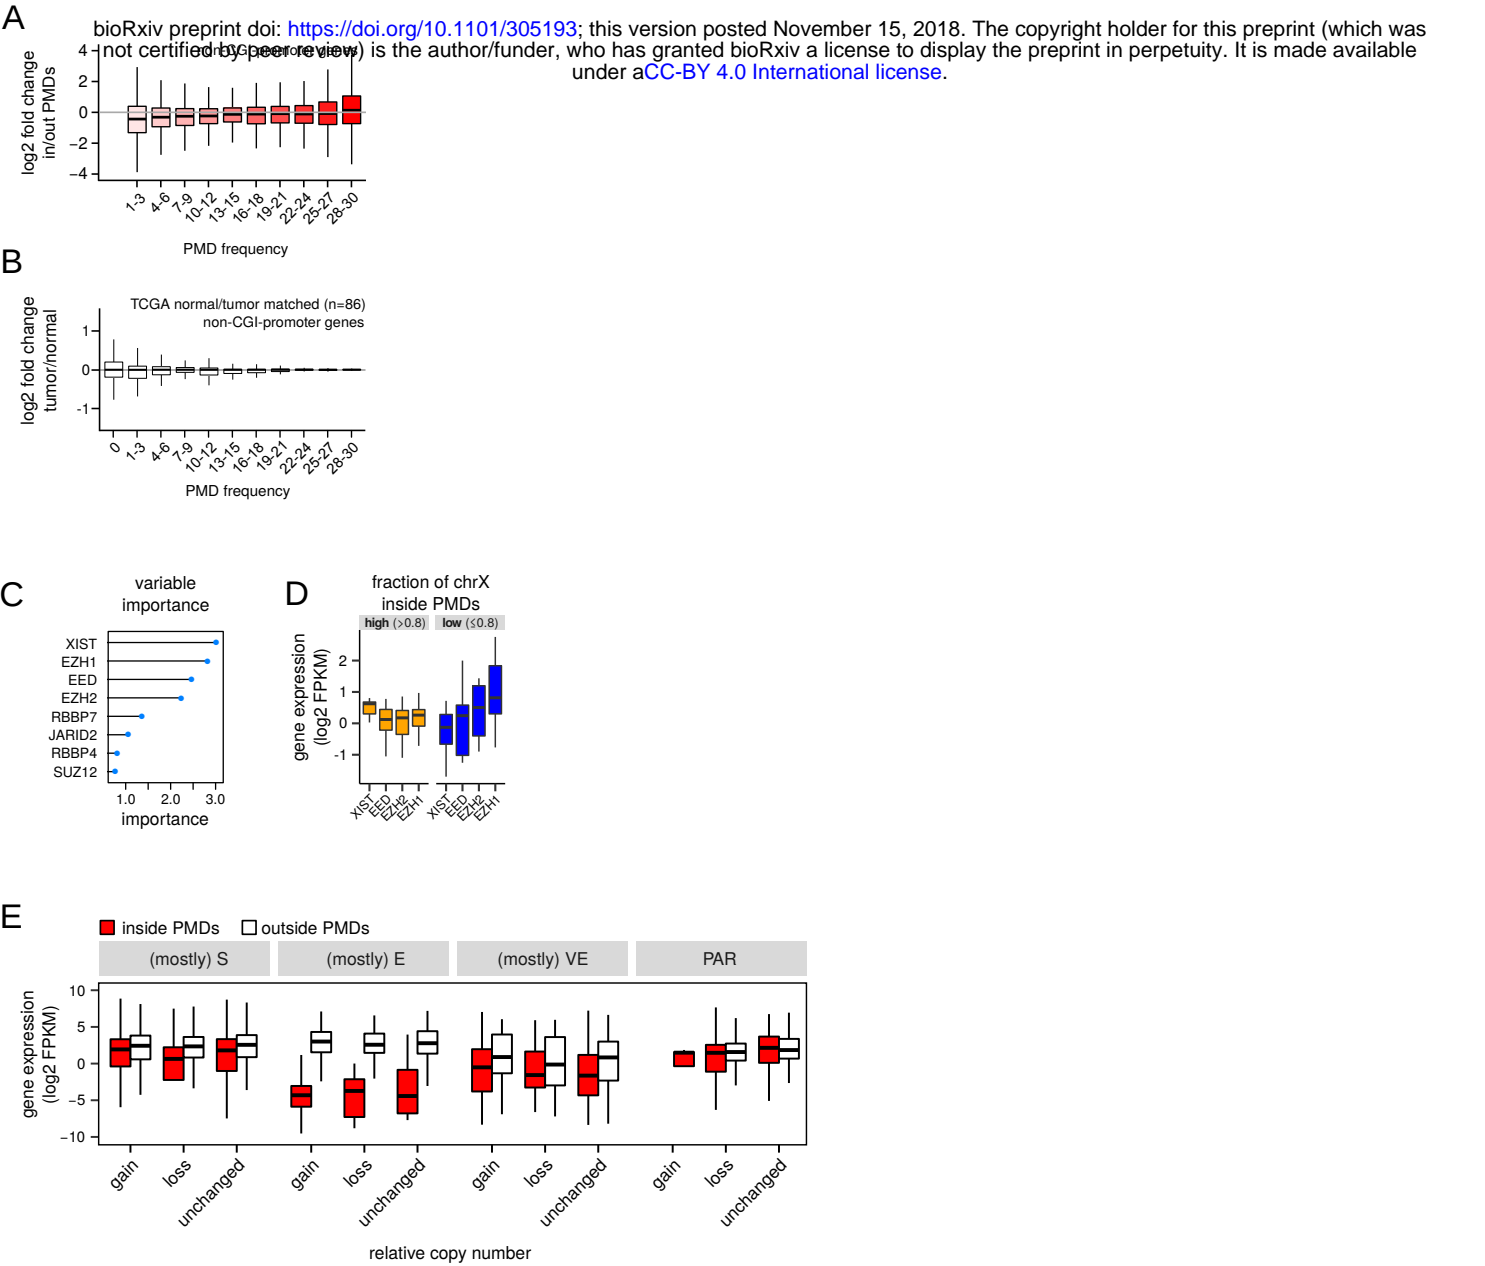 A
bioRxiv preprint doi: https://doi.org/10.1101/305193; this version posted November 15, 2018. The copyright holder for this preprint (which was
not certified by peer review) is the author/funder, who has granted bioRxiv a license to display the preprint in perpetuity. It is made available
under aCC-BY 4.0 International license.
non-CGI-promoter genes
log2 fold change
in/out PMDs
4
2
0
−2
−4
1-3
4-6
7-9
10-12
13-15
16-18
19-21
22-24
25-27
28-30
PMD frequency
B
TCGA normal/tumor matched (n=86)
non-CGI-promoter genes
log2 fold change
tumor/normal
1
0
-1
0
1-3
4-6
7-9
10-12
13-15
16-18
19-21
22-24
25-27
28-30
PMD frequency
C
variable
importance
XIST
EZH1
EED
EZH2
RBBP7
JARID2
RBBP4
SUZ12
1.0 2.0 3.0
importance
D
fraction of chrX
inside PMDs
high (>0.8) low (≤0.8)
gene expression
(log2 FPKM)
2
1
0
-1
XIST
EED
EZH2
EZH1
XIST
EED
EZH2
EZH1
E
inside PMDs outside PMDs
(mostly) S (mostly) E (mostly) VE PAR
gene expression
(log2 FPKM)
10
5
0
−5
−10
gain
loss
unchanged
gain
loss
unchanged
gain
loss
unchanged
gain
loss
unchanged
relative copy number